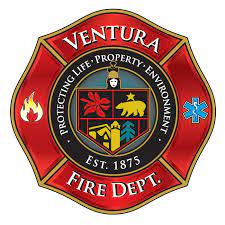 VENTURA
PROTECTING LIFE · PROPERTY · ENVIRONMENT
· EST. 1875 ·
FIRE DEPT.